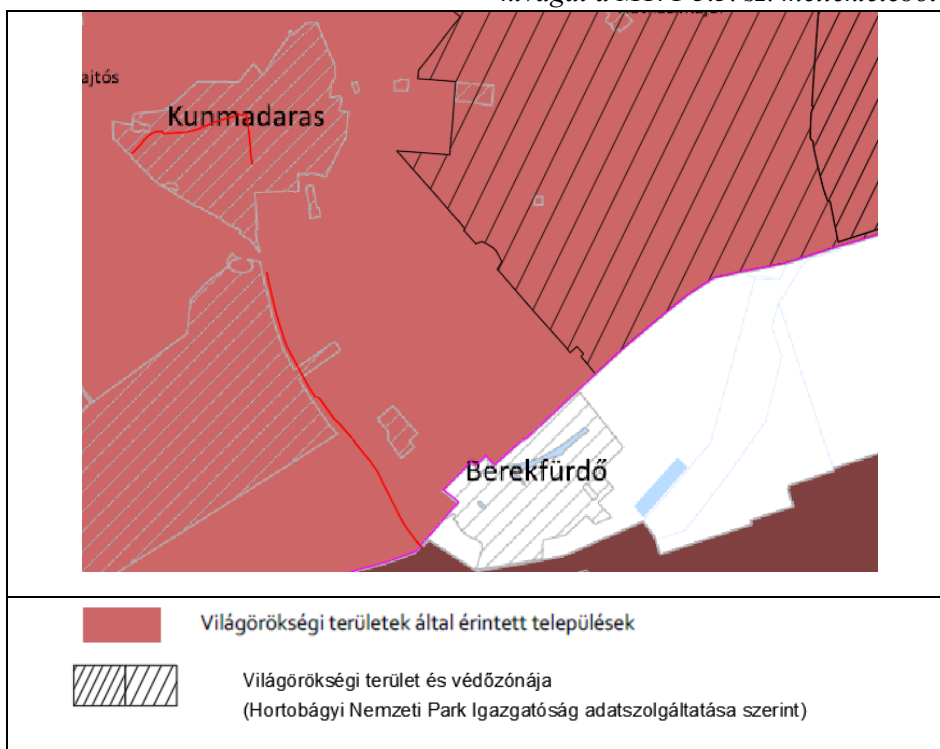 ajtós
Kunmadaras
Berekfürdő
Világörökségi területek által érintett települések
Világörökségi terület és védőzónája
(Hortobágyi Nemzeti Park Igazgatóság adatszolgáltatása szerint)